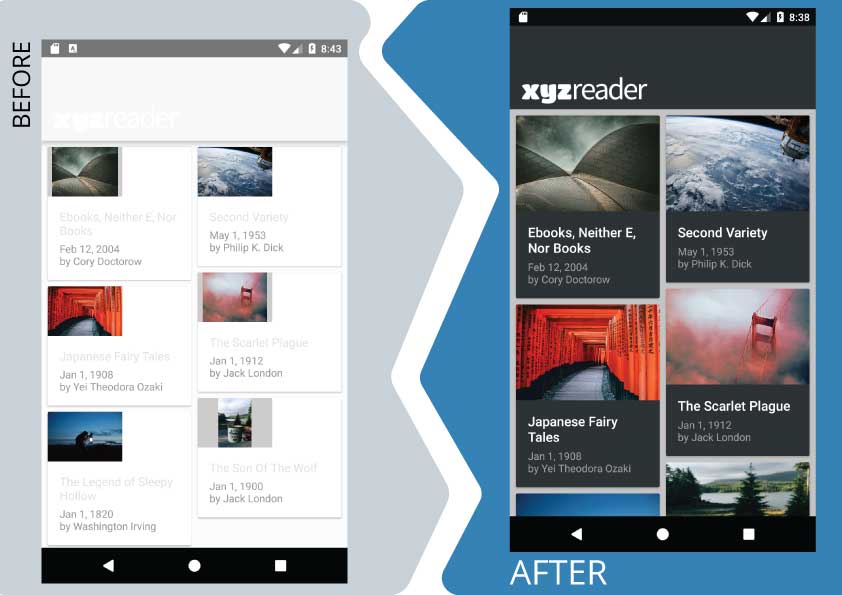 BEFORE
8:43
xyzreader
Ebooks, Neither E, Nor
Books
Feb 12, 2004
by Cory Doctorow
Second Variety
May 1, 1953
by Philip K. Dick
Japanese Fairy Tales
Jan 1, 1908
by Yei Theodora Ozaki
The Scarlet Plague
Jan 1, 1912
by Jack London
The Legend of Sleepy
Hollow
Jan 1, 1820
by Washington Irving
The Son Of The Wolf
Jan 1, 1900
by Jack London
8:38
xyzreader
Ebooks, Neither E,
Nor Books
Feb 12, 2004
by Cory Doctorow
Second Variety
May 1, 1953
by Philip K. Dick
Japanese Fairy
Tales
Jan 1, 1908
by Yei Theodora Ozaki
The Scarlet Plague
Jan 1, 1912
by Jack London
AFTER